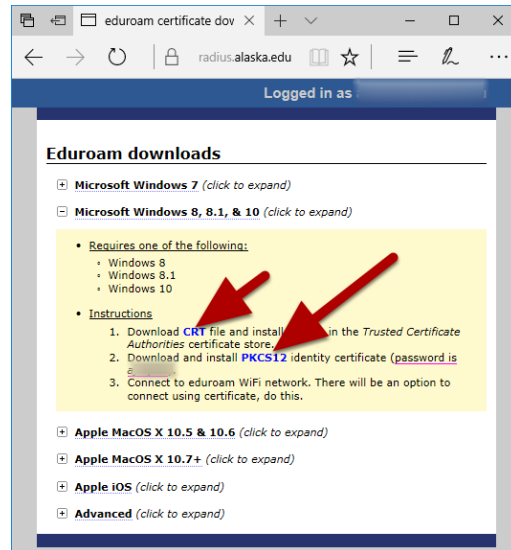 eduroam certificate dov
radius.alaska.edu
Logged in as
Eduroam downloads
Microsoft Windows 7 (click to expand)
Microsoft Windows 8, 8.1, & 10 (click to expand)
Requires one of the following:
Windows 8
Windows 8.1
Windows 10
Instructions
1. Download CRT file and install in the Trusted Certificate
Authorities certificate store.
2. Download and install PKCS12 identity certificate (password is
3. Connect to eduroam WiFi network. There will be an option to
connect using certificate, do this.
Apple MacOS X 10.5 & 10.6 (click to expand)
Apple MacOS X 10.7+ (click to expand)
Apple iOS (click to expand)
Advanced (click to expand)